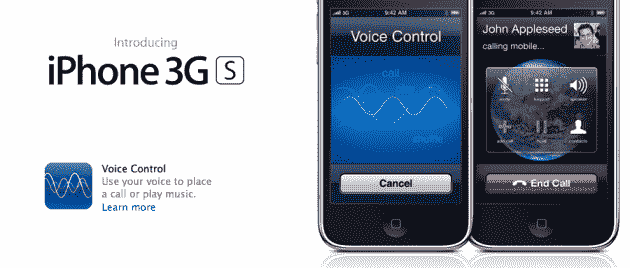 Introducing
iPhone 3G S
Voice Control
Use your voice to place
a call or play music.
Learn more
3G 9:42 AM
Voice Control
call
Cancel
3G 9:42 AM
John Appleseed
calling mobile...
mute
speaker
add call
hold
contacts
End Call